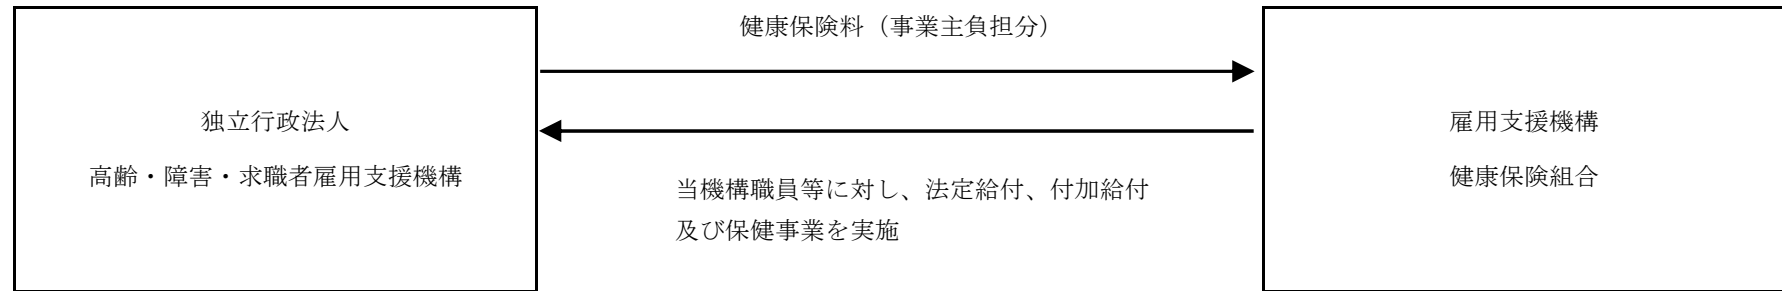 健康保険料（事業主負担分）
独立行政法人
高齢・障害・求職者雇用支援機構
雇用支援機構
健康保険組合
当機構職員等に対し、法定給付、付加給付
及び保健事業を実施